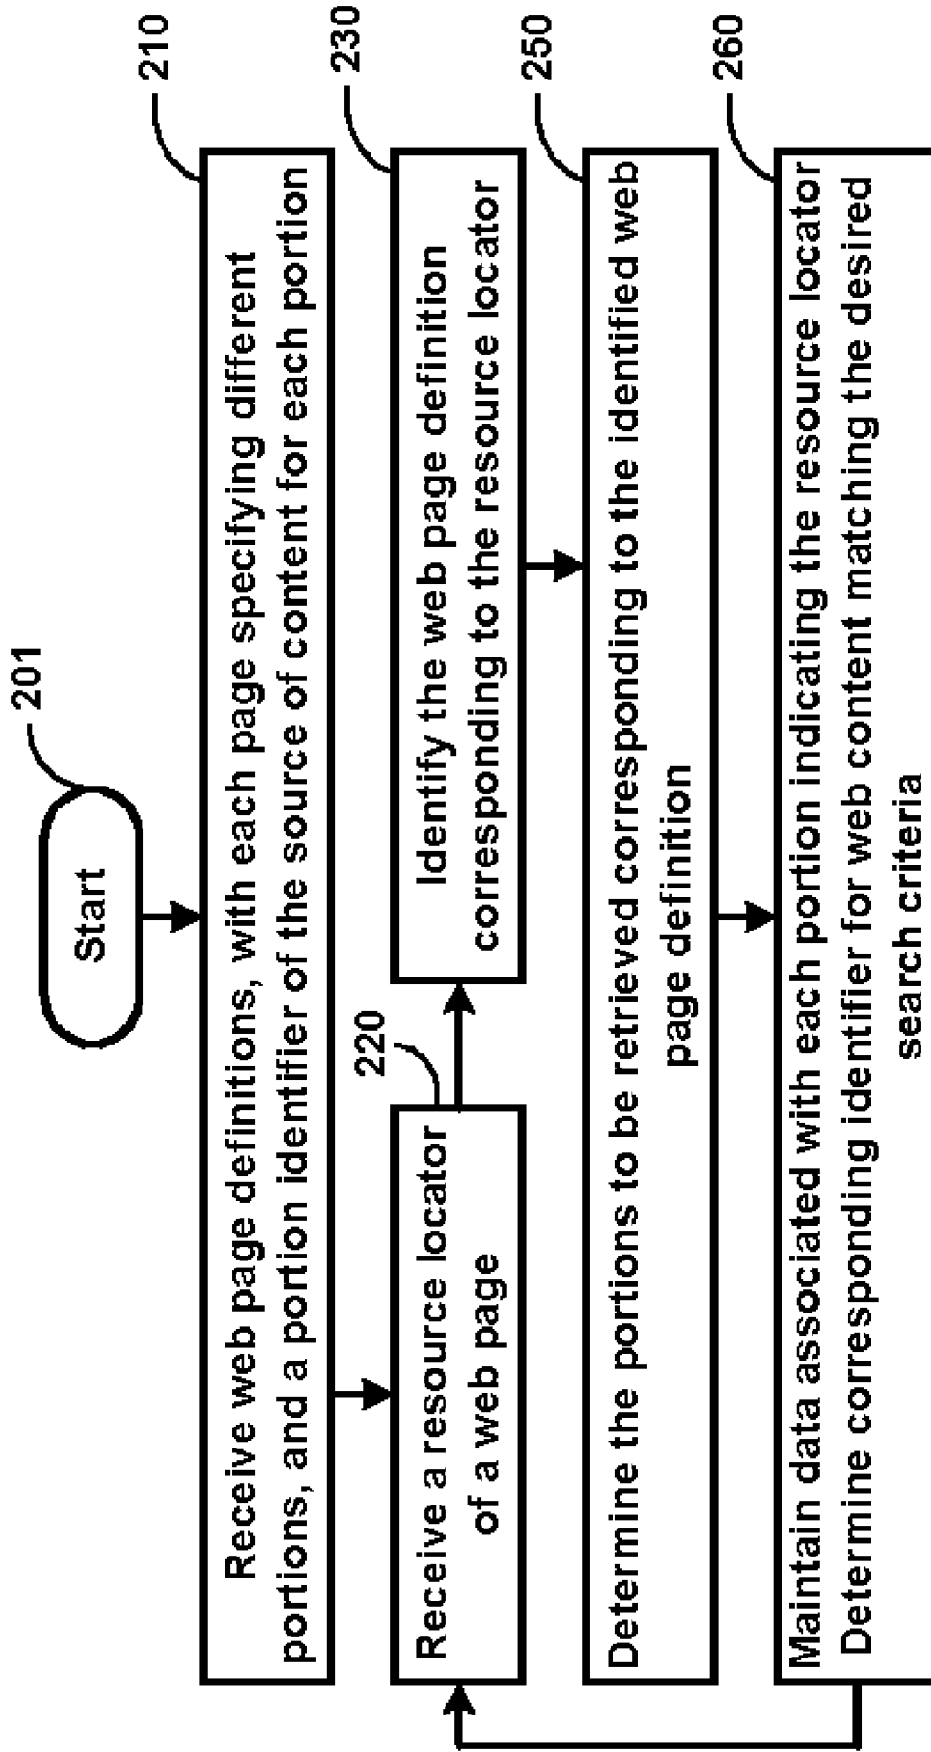 201
Start
210
Receive web page definitions, with each page specifying different
portions, and a portion identifier of the source of content for each portion
220
Receive a resource locator
of a web page
230
Identify the web page definition
corresponding to the resource locator
250
Determine the portions to be retrieved corresponding to the identified web
page definition
260
Maintain data associated with each portion indicating the resource locator
Determine corresponding identifier for web content matching the desired
search criteria